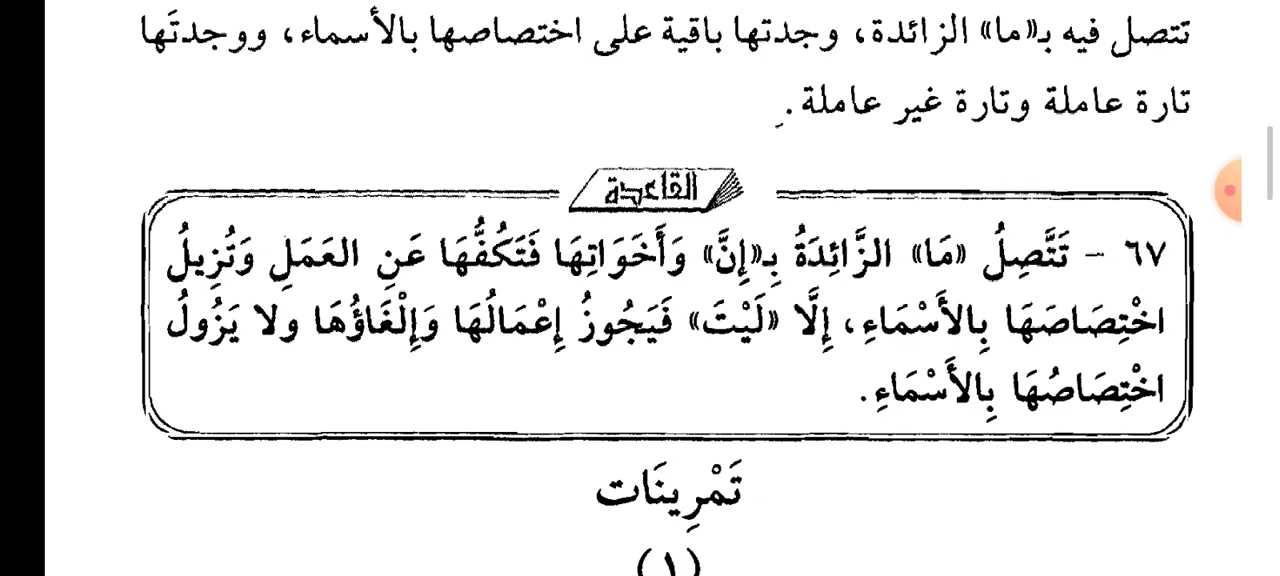 تتصل فيه بـ«ما» الزائدة، وجدتها باقية على اختصاصها بالأسماء، ووجدتَها
تارة عاملة وتارة غير عاملة.
القاعدة
٦٧ - تَتَّصِلُ «مَا» الزَّائِدَةُ بِـ«إِنَّ» وَأَخَوَاتِهَا فَتَكُفُّهَا عَنِ العَمَلِ وَتُزِيلُ
اخْتِصَاصَهَا بِالأَسْمَاءِ، إِلَّا «لَيْتَ» فَيَجُوزُ إِعْمَالُهَا وَإِلْغَاؤُهَا ولا يَزُولُ
اخْتِصَاصُهَا بِالأَسْمَاءِ.
تَمْرِينَات
(١)